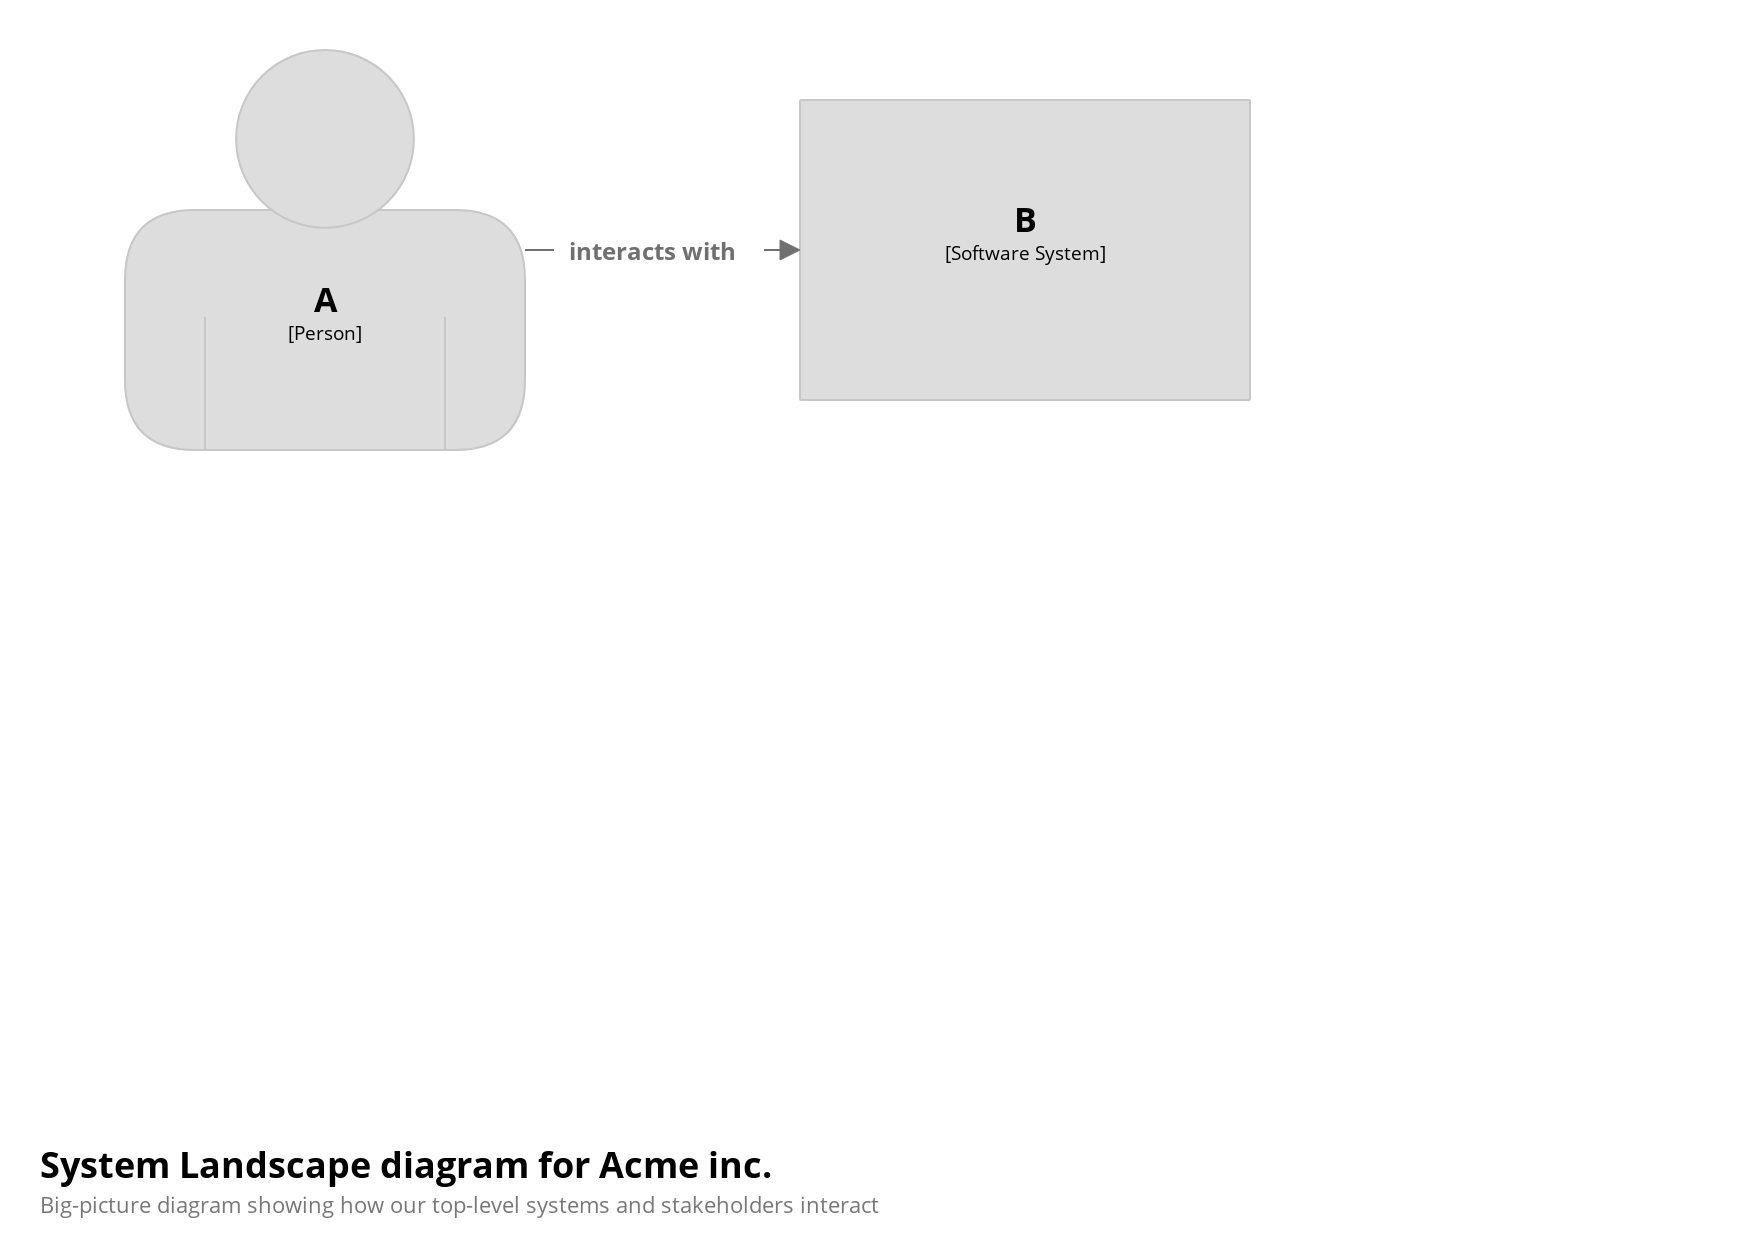 A
[Person]
interacts with
B
[Software System]
System Landscape diagram for Acme inc.
Big-picture diagram showing how our top-level systems and stakeholders interact